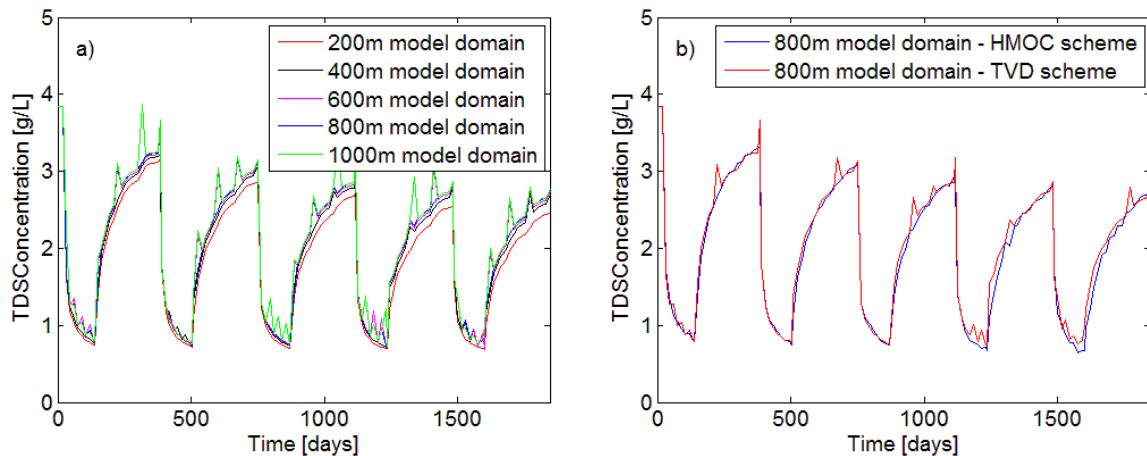 a)
200m model domain
400m model domain
600m model domain
800m model domain
1000m model domain
TDSConcentration [g/L]
5
4
3
2
1
0
0 500 1000 1500
Time [days]
b)
800m model domain - HMOC scheme
800m model domain - TVD scheme
TDSConcentration [g/L]
5
4
3
2
1
0
0 500 1000 1500
Time [days]